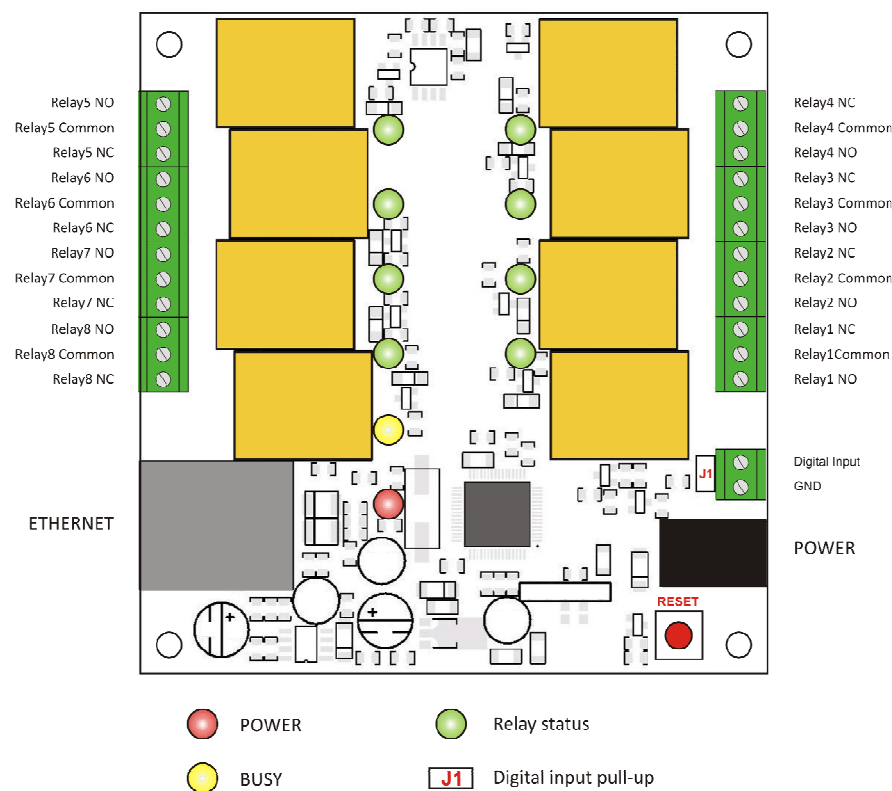 Relay5 NO
Relay5 Common
Relay5 NC
Relay6 NO
Relay6 Common
Relay6 NC
Relay7 NO
Relay7 Common
Relay7 NC
Relay8 NO
Relay8 Common
Relay8 NC
ETHERNET
Relay4 NC
Relay4 Common
Relay4 NO
Relay3 NC
Relay3 Common
Relay3 NO
Relay2 NC
Relay2 Common
Relay2 NO
Relay1 NC
Relay1Common
Relay1 NO
J1
Digital Input
GND
POWER
RESET
+
+
POWER
Relay status
BUSY
J1 Digital input pull-up